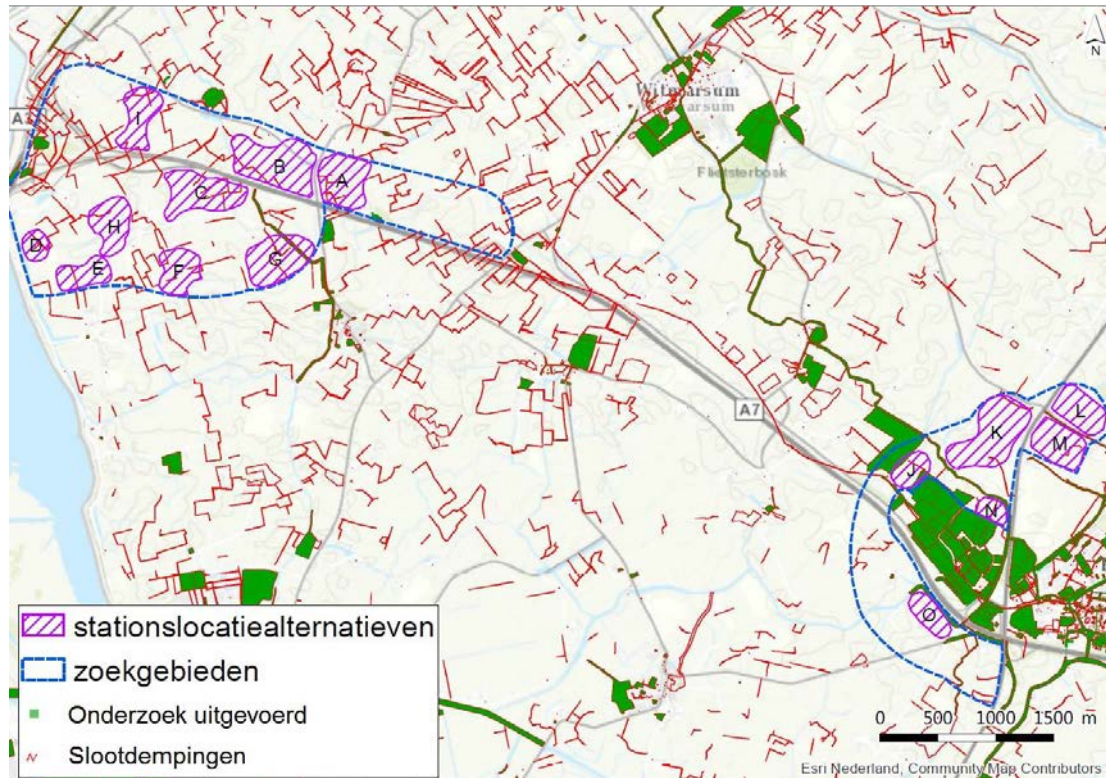 N
Witmarsum
A7
I
B
A
C
Flietsterbosk
H
D
G
E
F
L
A7
K
M
J
N
O
stationslocatiealternatieven
zoekgebieden
Onderzoek uitgevoerd
Slootdempingen
0 500 1000 1500 m
Esri Nederland, Community Map Contributors